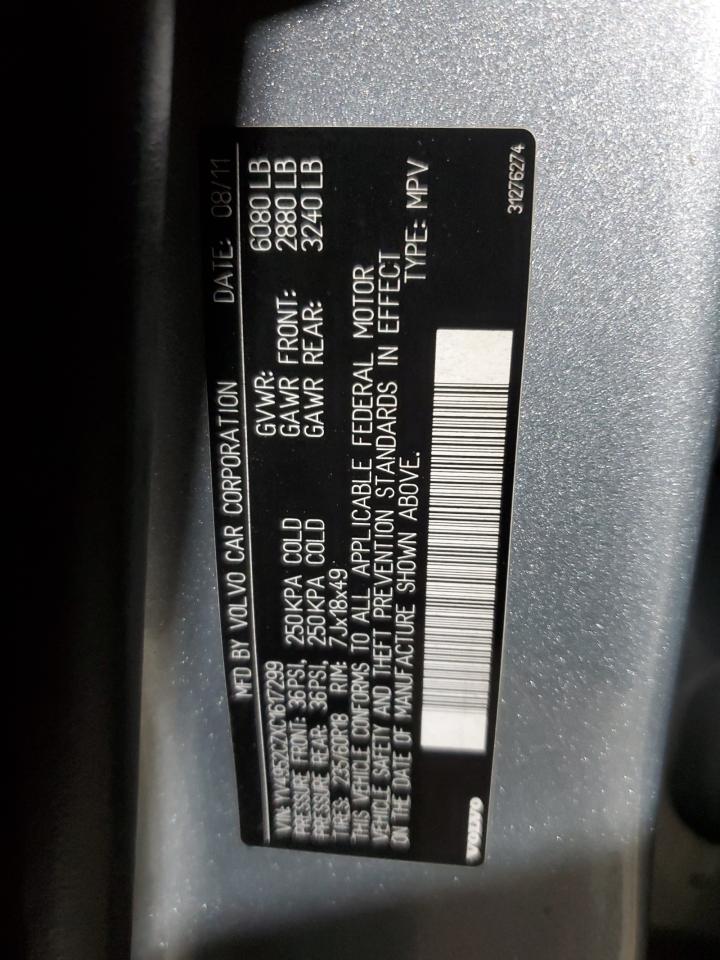 MFD BY VOLVO CAR CORPORATION DATE: 08/11
VIN: YV4952CZXC1617299 GVWR: 6080 LB
PRESSURE FRONT: 36PSI, 250KPA COLD GAWR FRONT: 2880 LB
PRESSURE REAR: 36PSI, 250KPA COLD GAWR REAR: 3240 LB
TIRES: 235/60R18 RIM: 7Jx18x49
THIS VEHICLE CONFORMS TO ALL APPLICABLE FEDERAL MOTOR
VEHICLE SAFETY AND THEFT PREVENTION STANDARDS IN EFFECT
ON THE DATE OF MANUFACTURE SHOWN ABOVE. TYPE: MPV
VOLVO 31276274